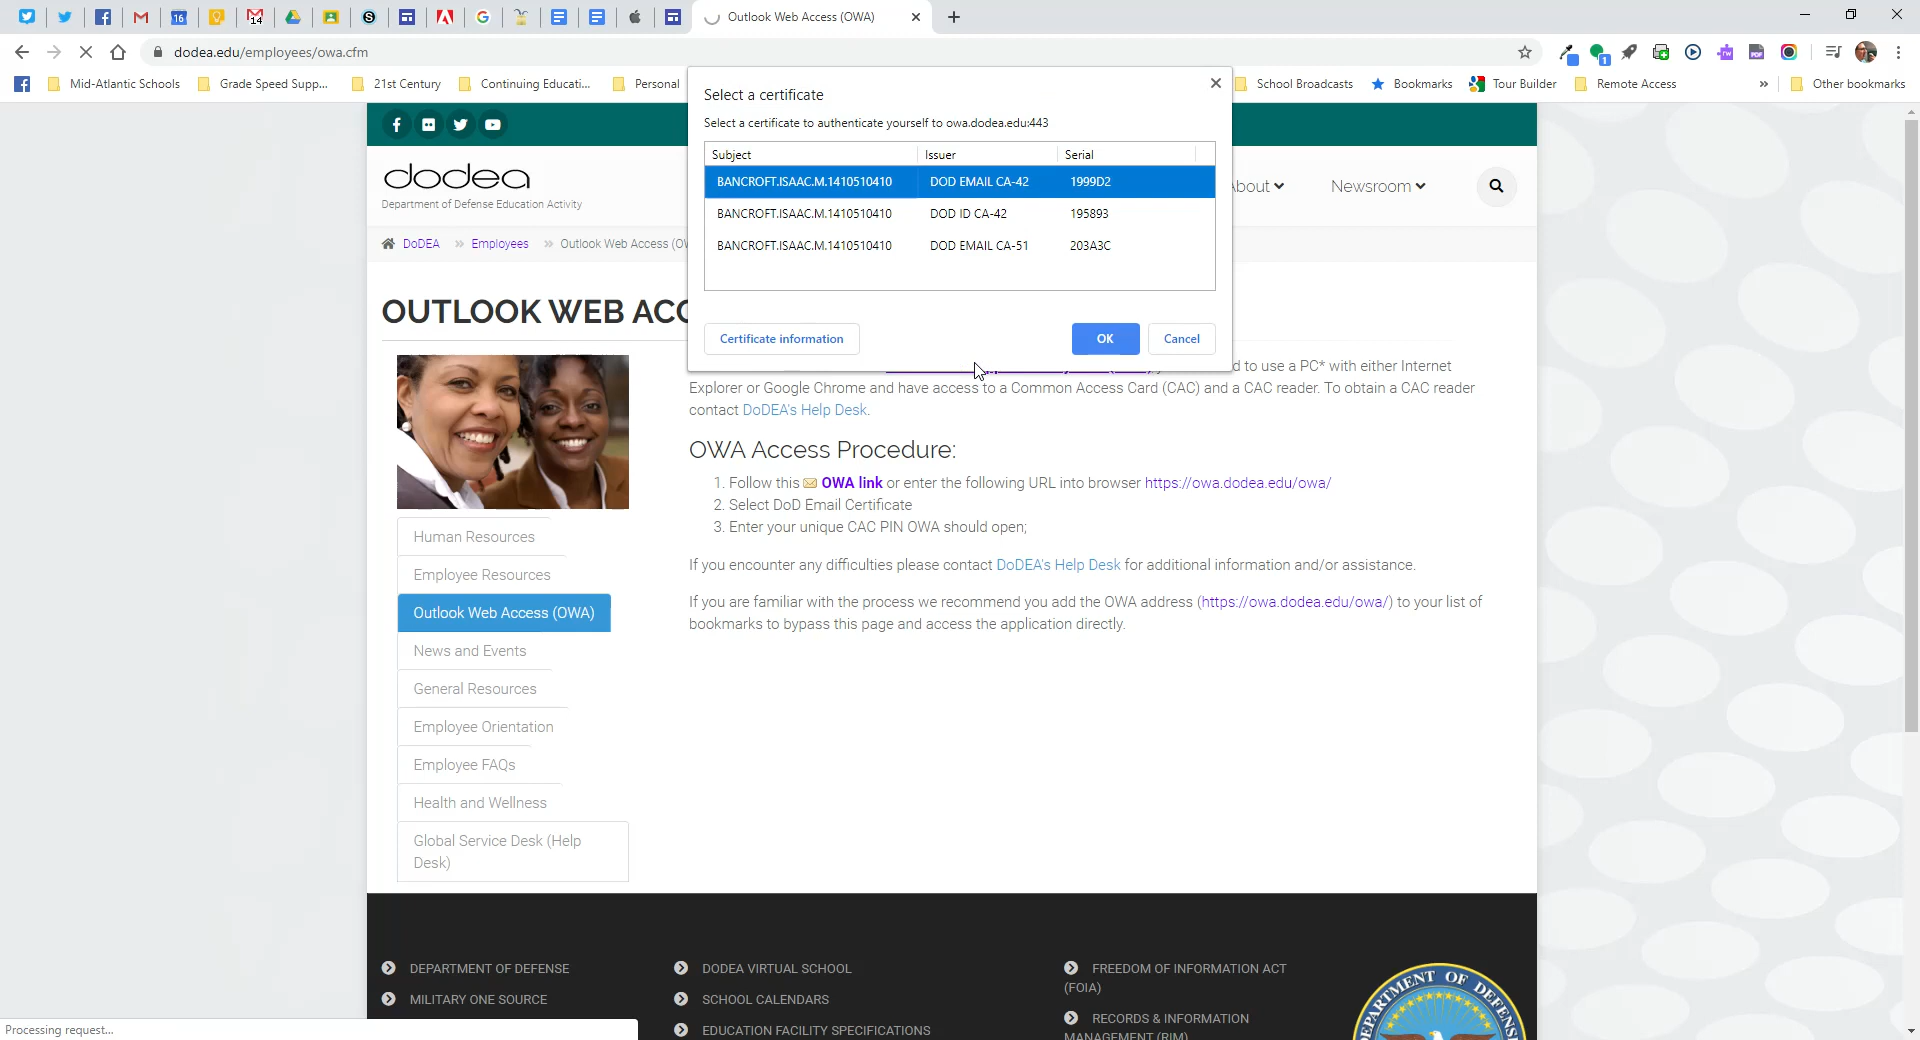 Outlook Web Access (OWA)
dodea.edu/employees/owa.cfm
Mid-Atlantic Schools
Grade Speed Supp...
21st Century
Continuing Educati...
Personal
School Broadcasts
Bookmarks
Tour Builder
Remote Access
»
Other bookmarks
Select a certificate
Select a certificate to authenticate yourself to owa.dodea.edu:443
Subject Issuer Serial
BANCROFT.ISAAC.M.1410510410 DOD EMAIL CA-42 1999D2
BANCROFT.ISAAC.M.1410510410 DOD ID CA-42 195893
BANCROFT.ISAAC.M.1410510410 DOD EMAIL CA-51 203A3C
Certificate information
OK
Cancel
dodea
Department of Defense Education Activity
About
Newsroom
DoDEA » Employees » Outlook Web Access (OW
OUTLOOK WEB ACC
d to use a PC* with either Internet
Explorer or Google Chrome and have access to a Common Access Card (CAC) and a CAC reader. To obtain a CAC reader
contact DoDEA's Help Desk.
OWA Access Procedure:
1. Follow this OWA link or enter the following URL into browser https://owa.dodea.edu/owa/
2. Select DoD Email Certificate
3. Enter your unique CAC PIN OWA should open;
If you encounter any difficulties please contact DoDEA's Help Desk for additional information and/or assistance.
If you are familiar with the process we recommend you add the OWA address (https://owa.dodea.edu/owa/) to your list of
bookmarks to bypass this page and access the application directly.
Human Resources
Employee Resources
Outlook Web Access (OWA)
News and Events
General Resources
Employee Orientation
Employee FAQs
Health and Wellness
Global Service Desk (Help
Desk)
DEPARTMENT OF DEFENSE
MILITARY ONE SOURCE
DODEA VIRTUAL SCHOOL
SCHOOL CALENDARS
EDUCATION FACILITY SPECIFICATIONS
FREEDOM OF INFORMATION ACT
(FOIA)
RECORDS & INFORMATION
MANAGEMENT (RIM)
DEPARTMENT OF DEFENSE
Processing request...